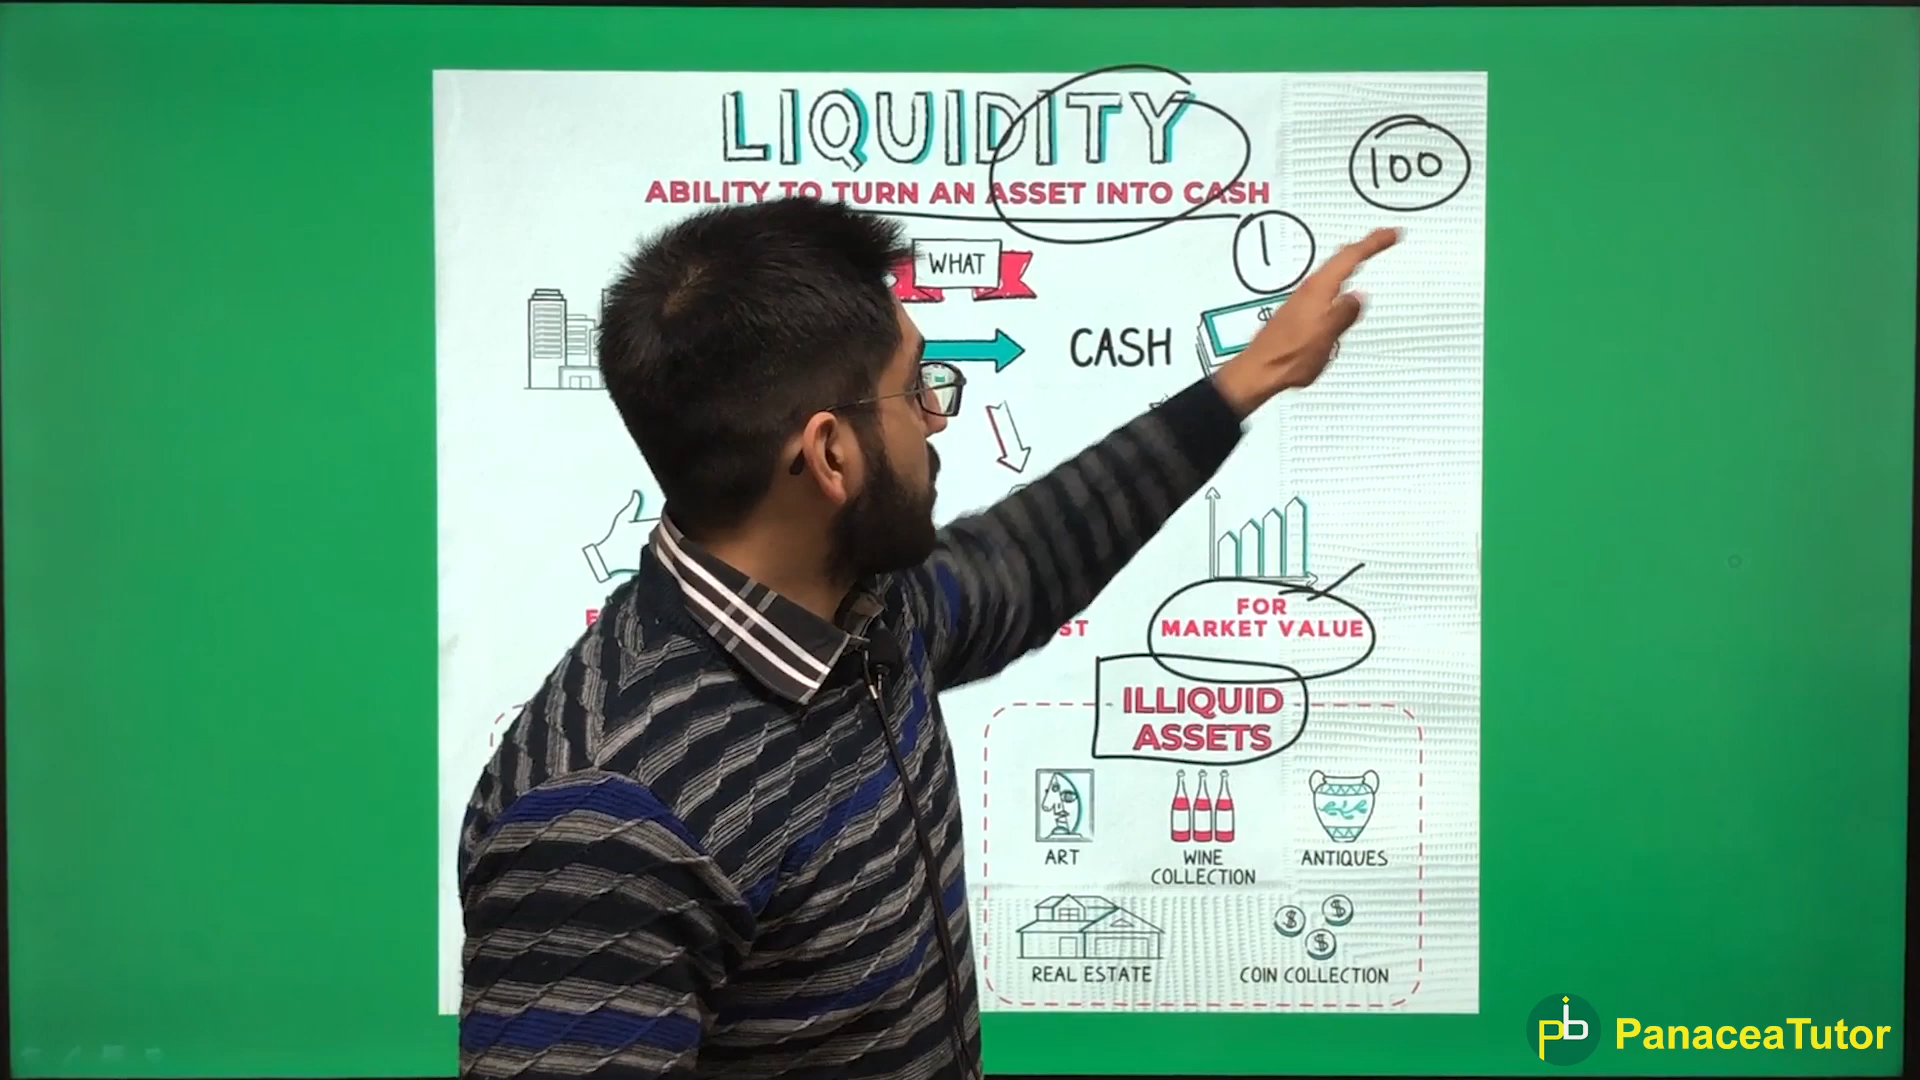 LIQUIDITY
ABILITY TO TURN AN ASSET INTO CASH
100
1
WHAT
CASH
$
FOR
MARKET VALUE
ILLIQUID
ASSETS
ART
WINE
COLLECTION
ANTIQUES
$ $ $
REAL ESTATE
COIN COLLECTION
pb PanaceaTutor